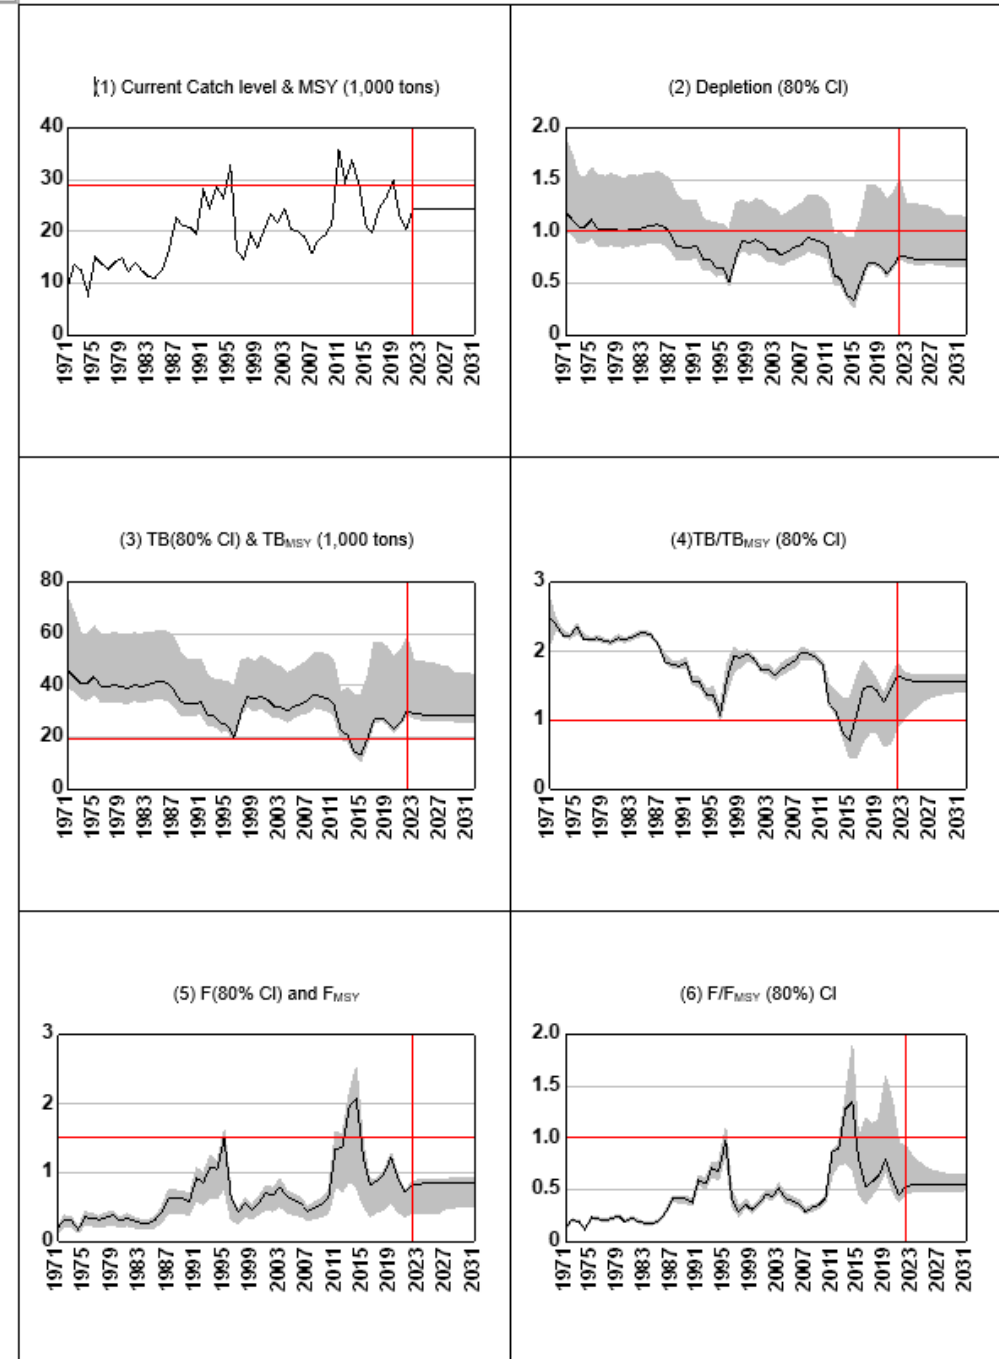 (1) Current Catch level & MSY (1,000 tons)
40
30
20
10
0
1971 1975 1979 1983 1987 1991 1995 1999 2003 2007 2011 2015 2019 2023 2027 2031
(2) Depletion (80% CI)
2.0
1.5
1.0
0.5
0
1971 1975 1979 1983 1987 1991 1995 1999 2003 2007 2011 2015 2019 2023 2027 2031
(3) TB(80% CI) & TBMSY (1,000 tons)
80
60
40
20
0
1971 1975 1979 1983 1987 1991 1995 1999 2003 2007 2011 2015 2019 2023 2027 2031
(4)TB/TBMSY (80% CI)
3
2
1
0
1971 1975 1979 1983 1987 1991 1995 1999 2003 2007 2011 2015 2019 2023 2027 2031
(5) F(80% CI) and FMSY
3
2
1
0
1971 1975 1979 1983 1987 1991 1995 1999 2003 2007 2011 2015 2019 2023 2027 2031
(6) F/FMSY (80%) CI
2.0
1.5
1.0
0.5
0
1971 1975 1979 1983 1987 1991 1995 1999 2003 2007 2011 2015 2019 2023 2027 2031